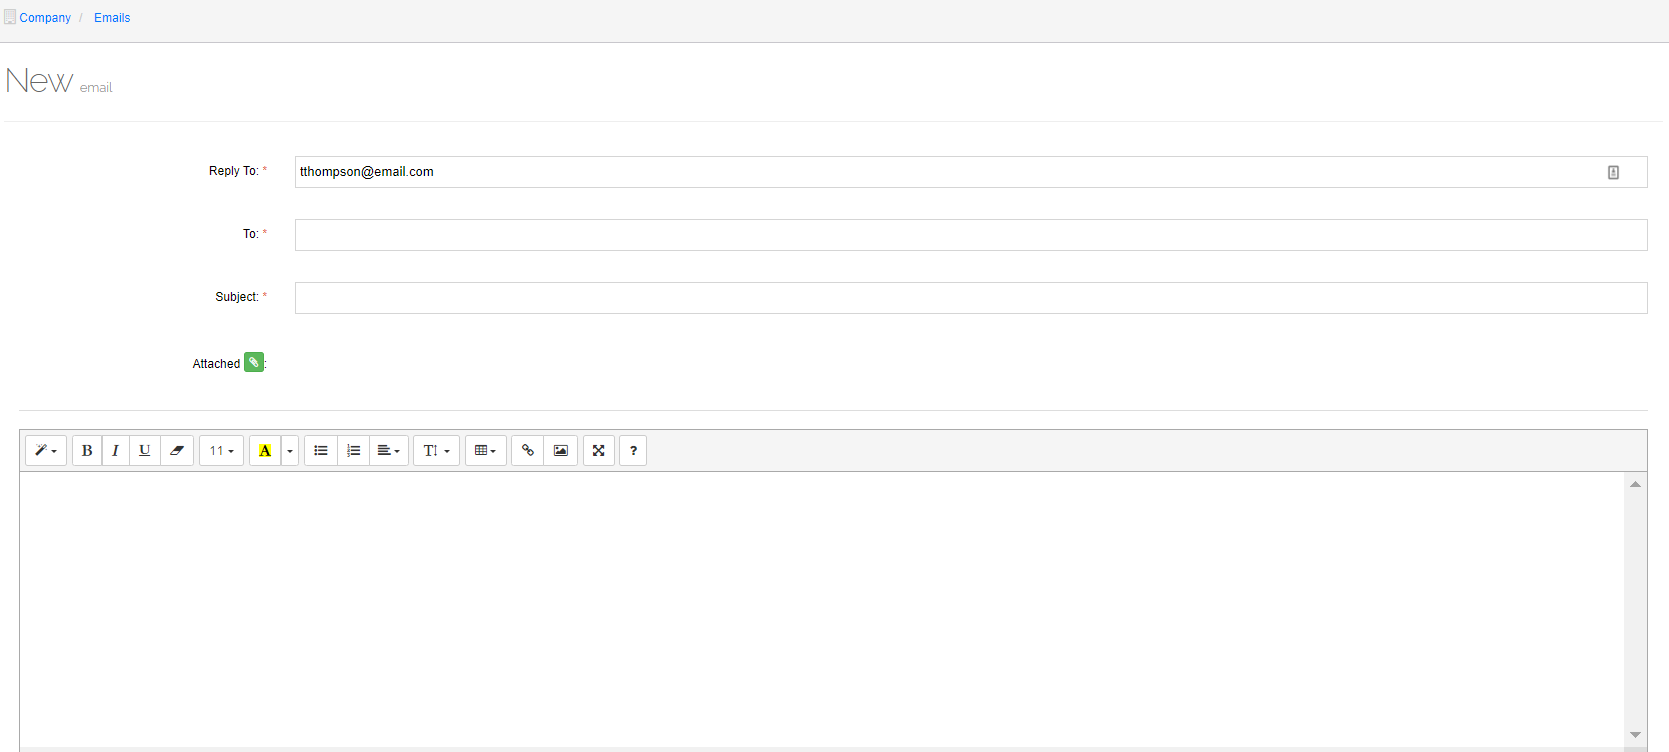 Company / Emails
New email
Reply To: * tthompson@email.com
To: *
Subject: *
Attached :
B I U 11 A T ?